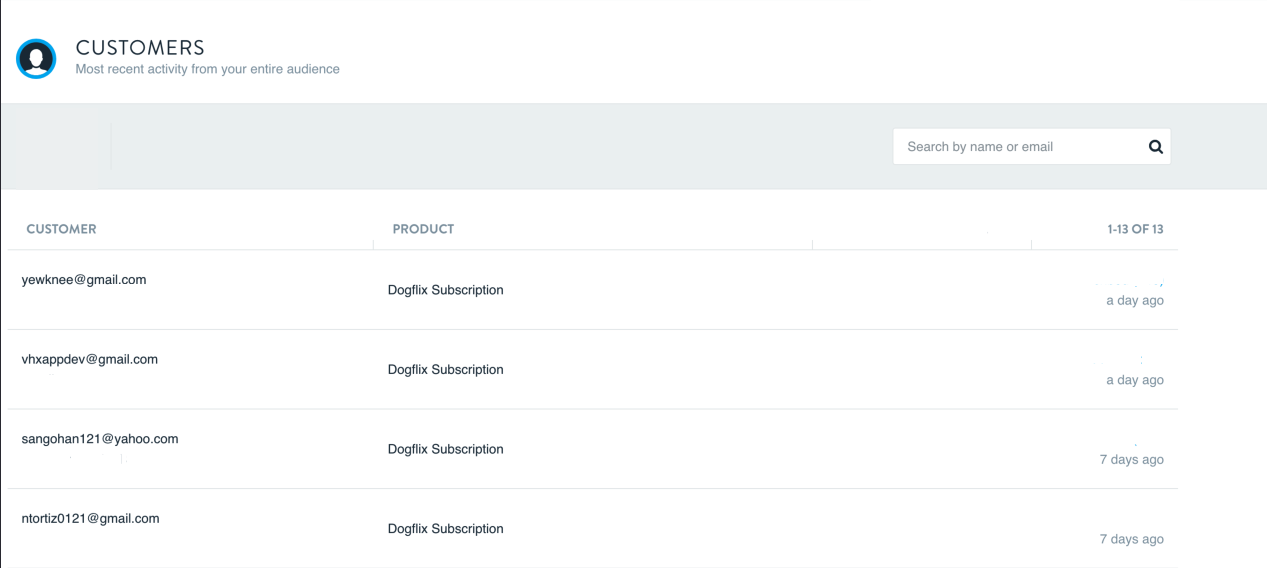 CUSTOMERS
Most recent activity from your entire audience
Search by name or email
CUSTOMER PRODUCT 1-13 OF 13
yewknee@gmail.com
Dogflix Subscription
a day ago
vhxappdev@gmail.com
Dogflix Subscription
a day ago
sangohan121@yahoo.com
Dogflix Subscription
7 days ago
ntortiz0121@gmail.com
Dogflix Subscription
7 days ago